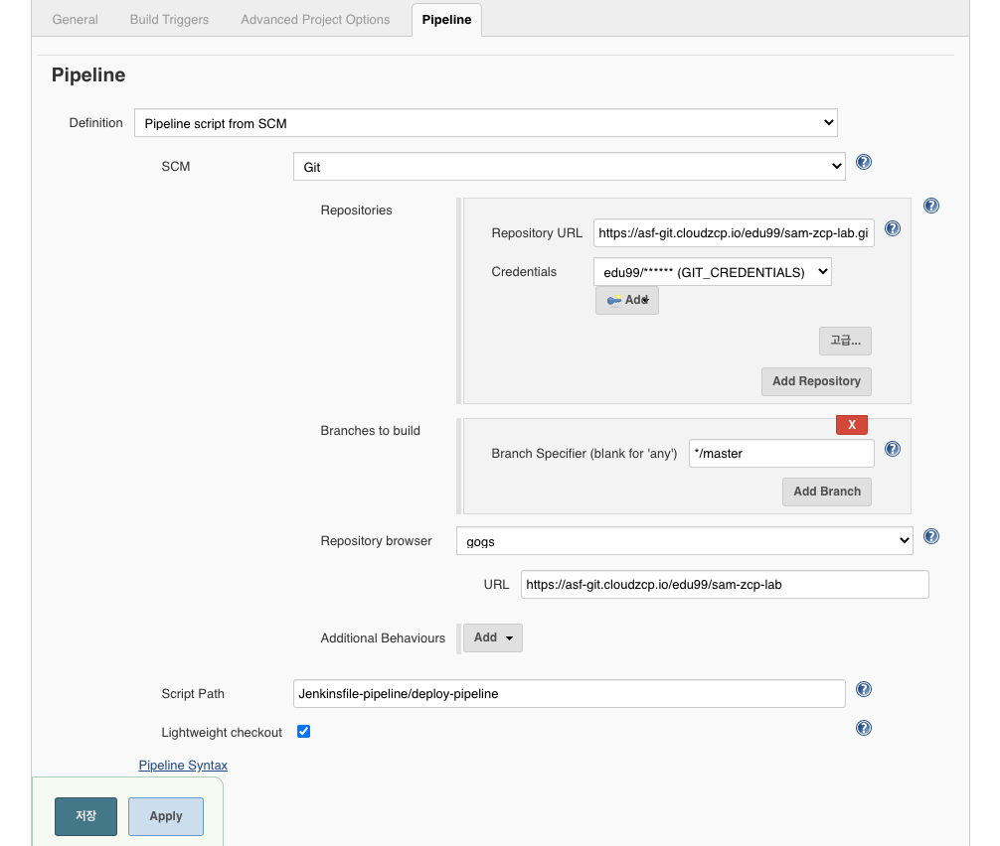 General Build Triggers Advanced Project Options Pipeline
Pipeline
Definition Pipeline script from SCM
SCM Git
Repositories
Repository URL https://asf-git.cloudzcp.io/edu99/sam-zcp-lab.gi
Credentials edu99/****** (GIT_CREDENTIALS)
Add
고급...
Add Repository
Branches to build
X
Branch Specifier (blank for 'any') */master
Add Branch
Repository browser gogs
URL https://asf-git.cloudzcp.io/edu99/sam-zcp-lab
Additional Behaviours Add
Script Path Jenkinsfile-pipeline/deploy-pipeline
Lightweight checkout
Pipeline Syntax
저장 Apply